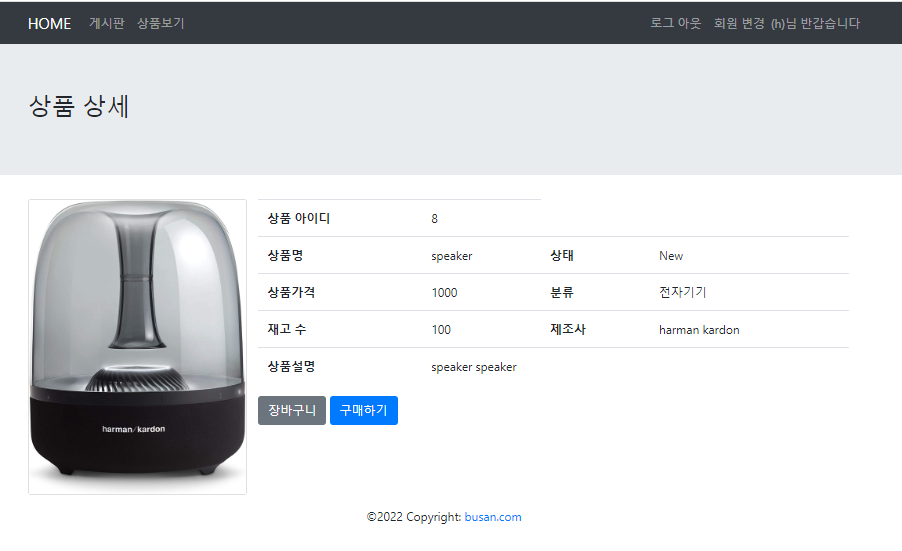 HOME 게시판 상품보기 로그 아웃 회원 변경 (h)님 반갑습니다
상품 상세
상품 아이디 8
상품명 speaker 상태 New
상품가격 1000 분류 전자기기
재고 수 100 제조사 harman kardon
상품설명 speaker speaker
장바구니 구매하기
harman/kardon
©2022 Copyright: busan.com